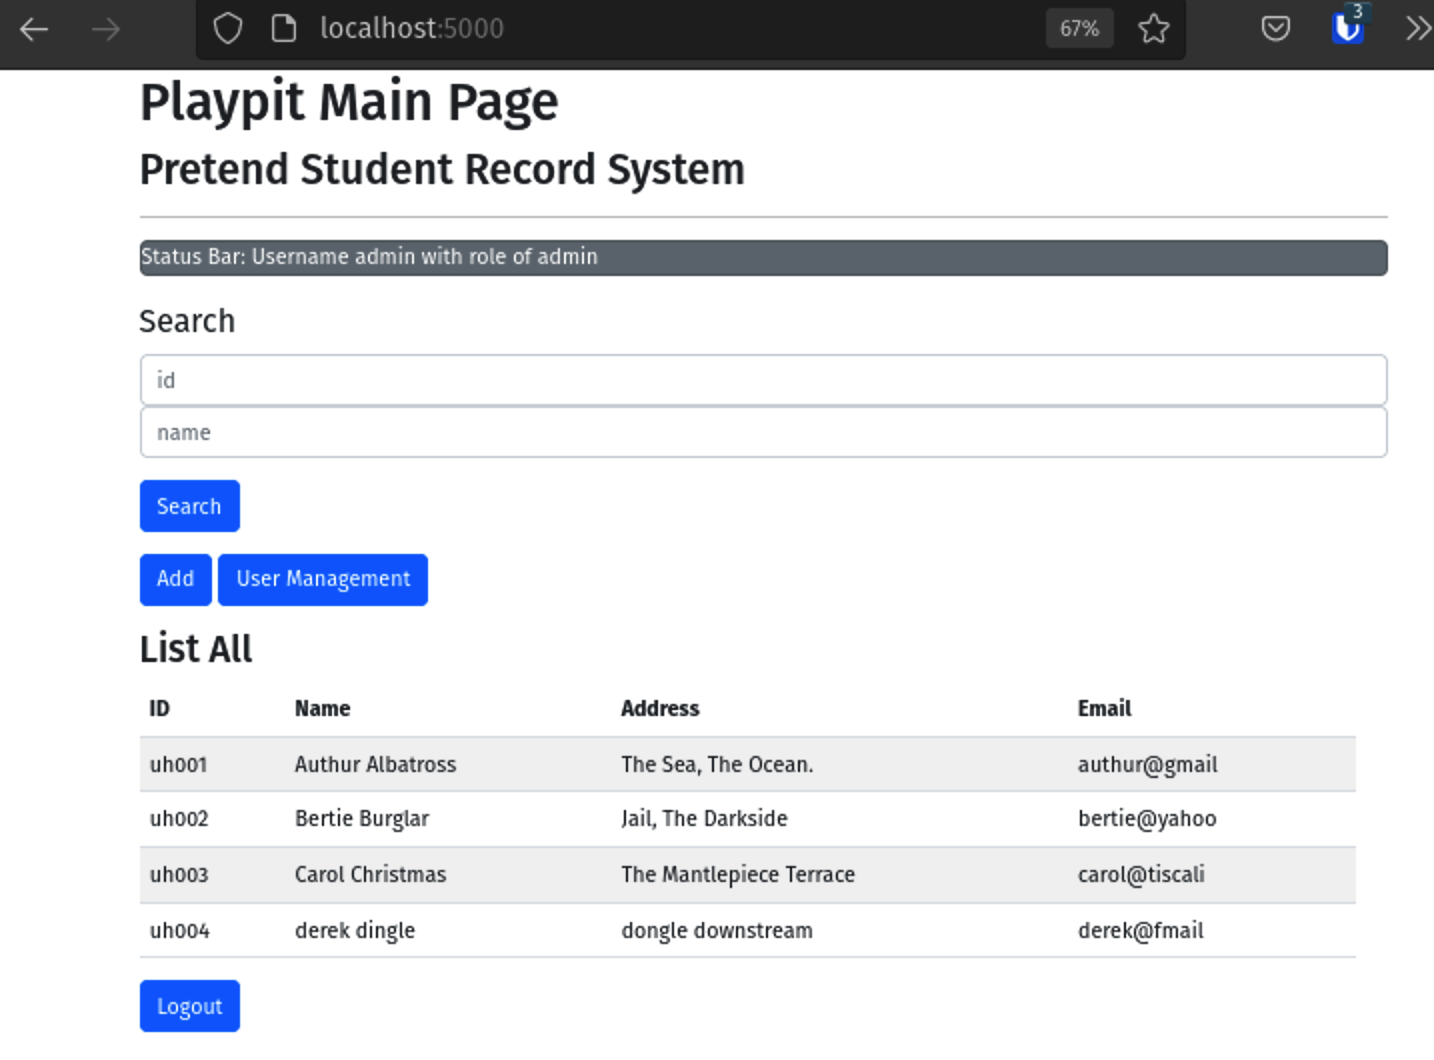 localhost:5000 67% 3
Playpit Main Page
Pretend Student Record System
Status Bar: Username admin with role of admin
Search
id
name
Search
Add User Management
List All
ID Name Address Email
uh001 Authur Albatross The Sea, The Ocean. authur@gmail
uh002 Bertie Burglar Jail, The Darkside bertie@yahoo
uh003 Carol Christmas The Mantlepiece Terrace carol@tiscali
uh004 derek dingle dongle downstream derek@fmail
Logout